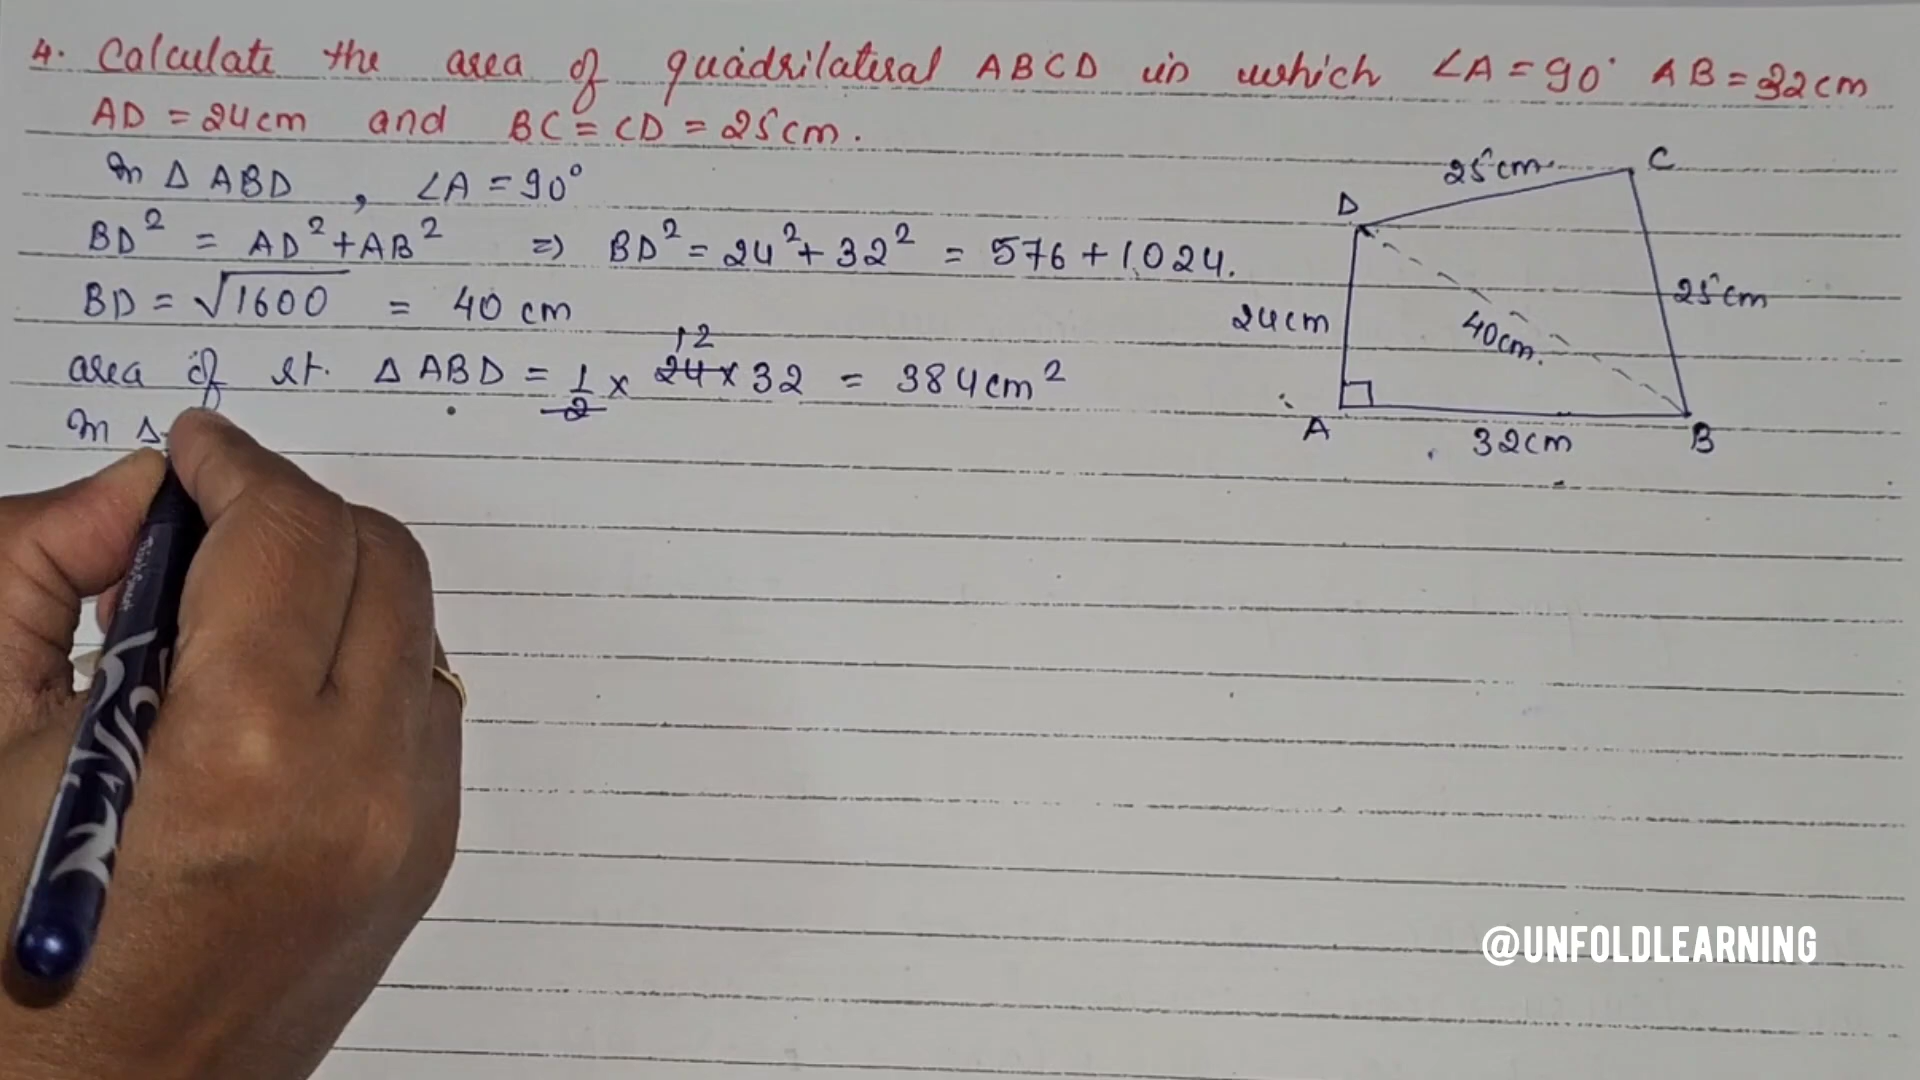 4. Calculate the area of quadrilateral ABCD in which ∠A = 90° AB = 32cm
AD = 24cm and BC = CD = 25cm.
In Δ ABD , ∠A = 90°
BD² = AD² + AB² ⇒ BD² = 24² + 32² = 576 + 1024.
BD = √1600 = 40 cm
12
area of rt. Δ ABD = 1/2 × 24 × 32 = 384cm²
In Δ
25cm
C
D
25cm
24cm
40cm.
A
32cm
B
@UNFOLDLEARNING